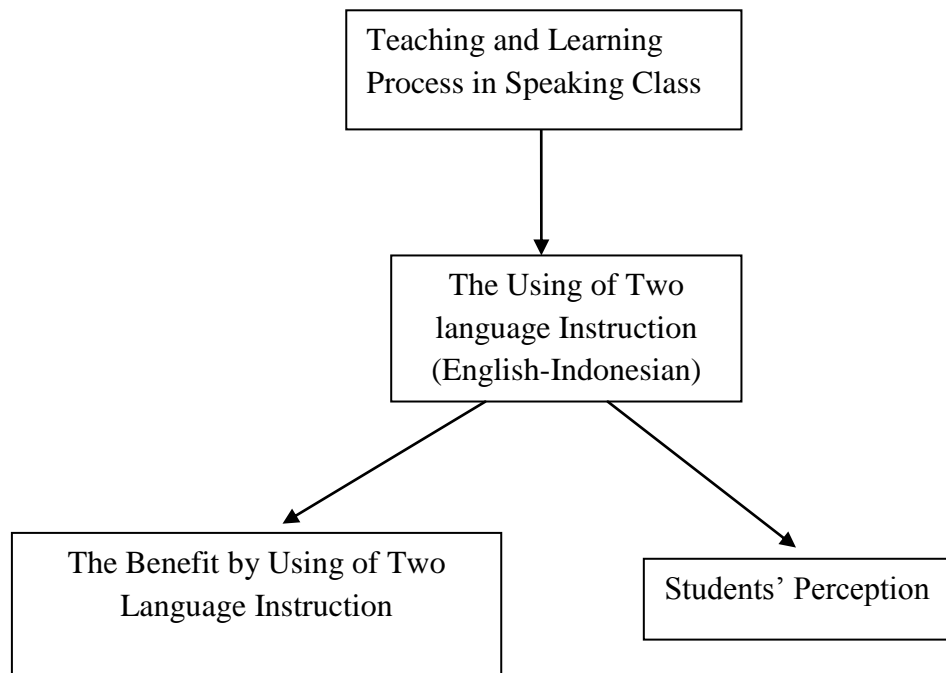 Teaching and Learning
Process in Speaking Class
The Using of Two
language Instruction
(English-Indonesian)
The Benefit by Using of Two
Language Instruction
Students’ Perception